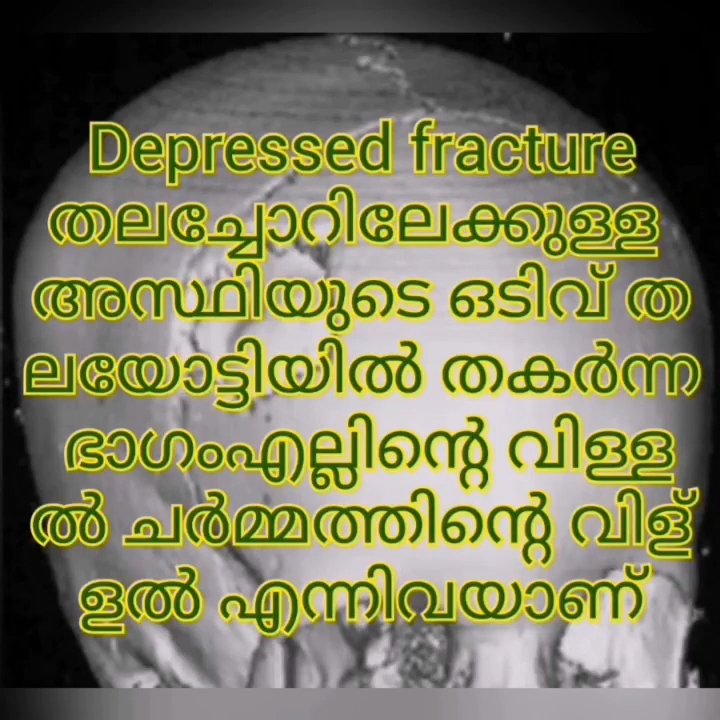 Depressed fracture
തലച്ചോറിലേക്കുള്ള
അസ്ഥിയുടെ ഒടിവ് ത
ലയോട്ടിയിൽ തകർന്ന
ഭാഗംഎല്ലിന്റെ വിള്ള
ൽ ചർമ്മത്തിന്റെ വിള്
ളൽ എന്നിവയാണ്